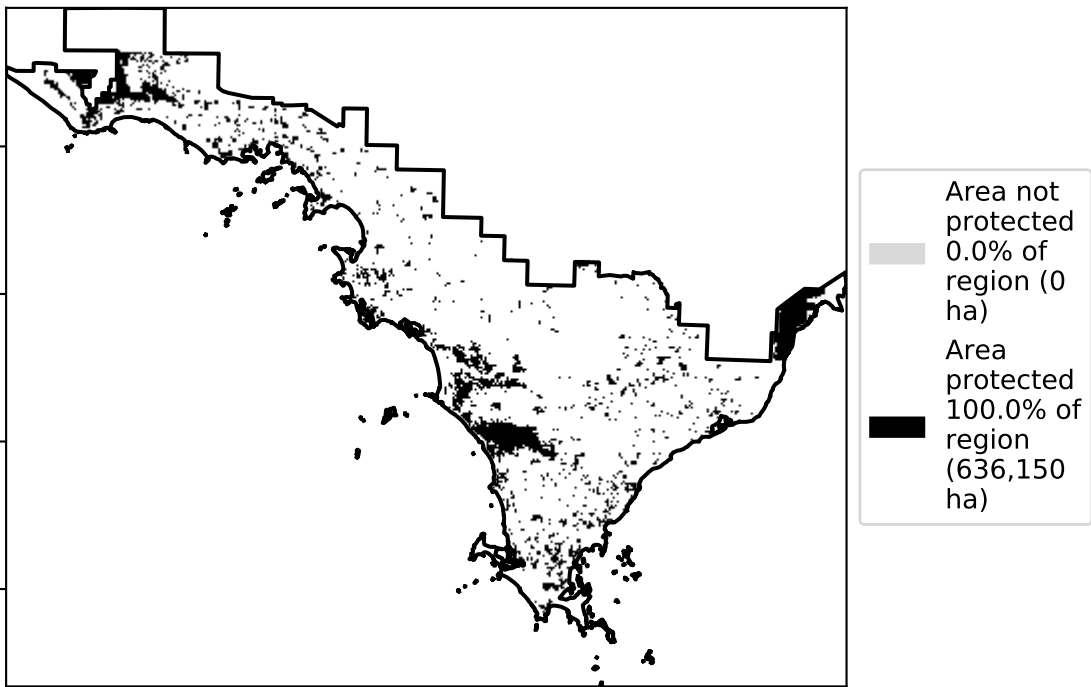 Area not
protected
0.0% of
region (0
ha)
Area
protected
100.0% of
region
(636,150
ha)